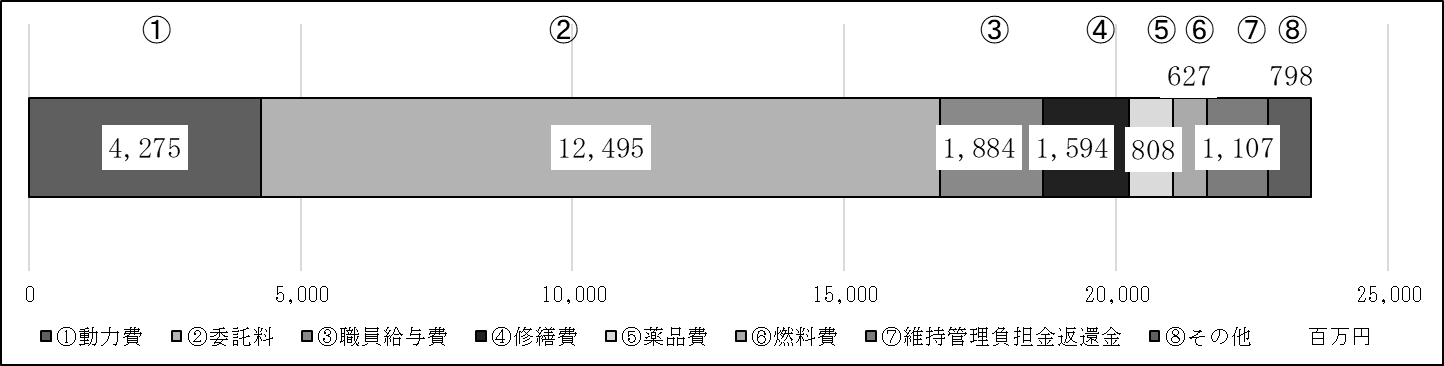 ① ② ③ ④ ⑤ ⑥ ⑦ ⑧
627 798
4,275 12,495 1,884 1,594 808 1,107
0 5,000 10,000 15,000 20,000 25,000
①動力費 ②委託料 ③職員給与費 ④修繕費 ⑤薬品費 ⑥燃料費 ⑦維持管理負担金返還金 ⑧その他 百万円